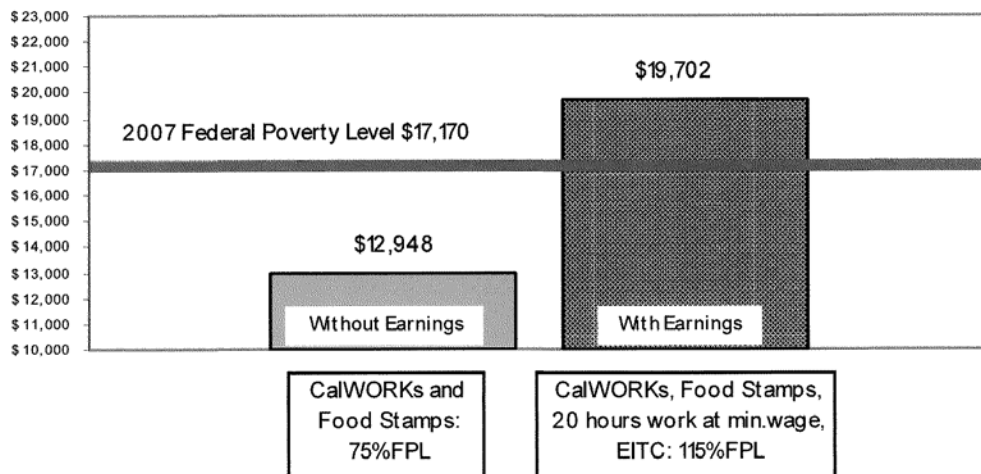 $ 23,000
$ 22,000
$ 21,000
$ 20,000
$ 19,000
$ 18,000
$ 17,000
$ 16,000
$ 15,000
$ 14,000
$ 13,000
$ 12,000
$ 11,000
$ 10,000
$19,702
2007 Federal Poverty Level $17,170
$12,948
Without Earnings
With Earnings
CalWORKs and
Food Stamps:
75%FPL
CalWORKs, Food Stamps,
20 hours work at min.wage,
EITC: 115%FPL